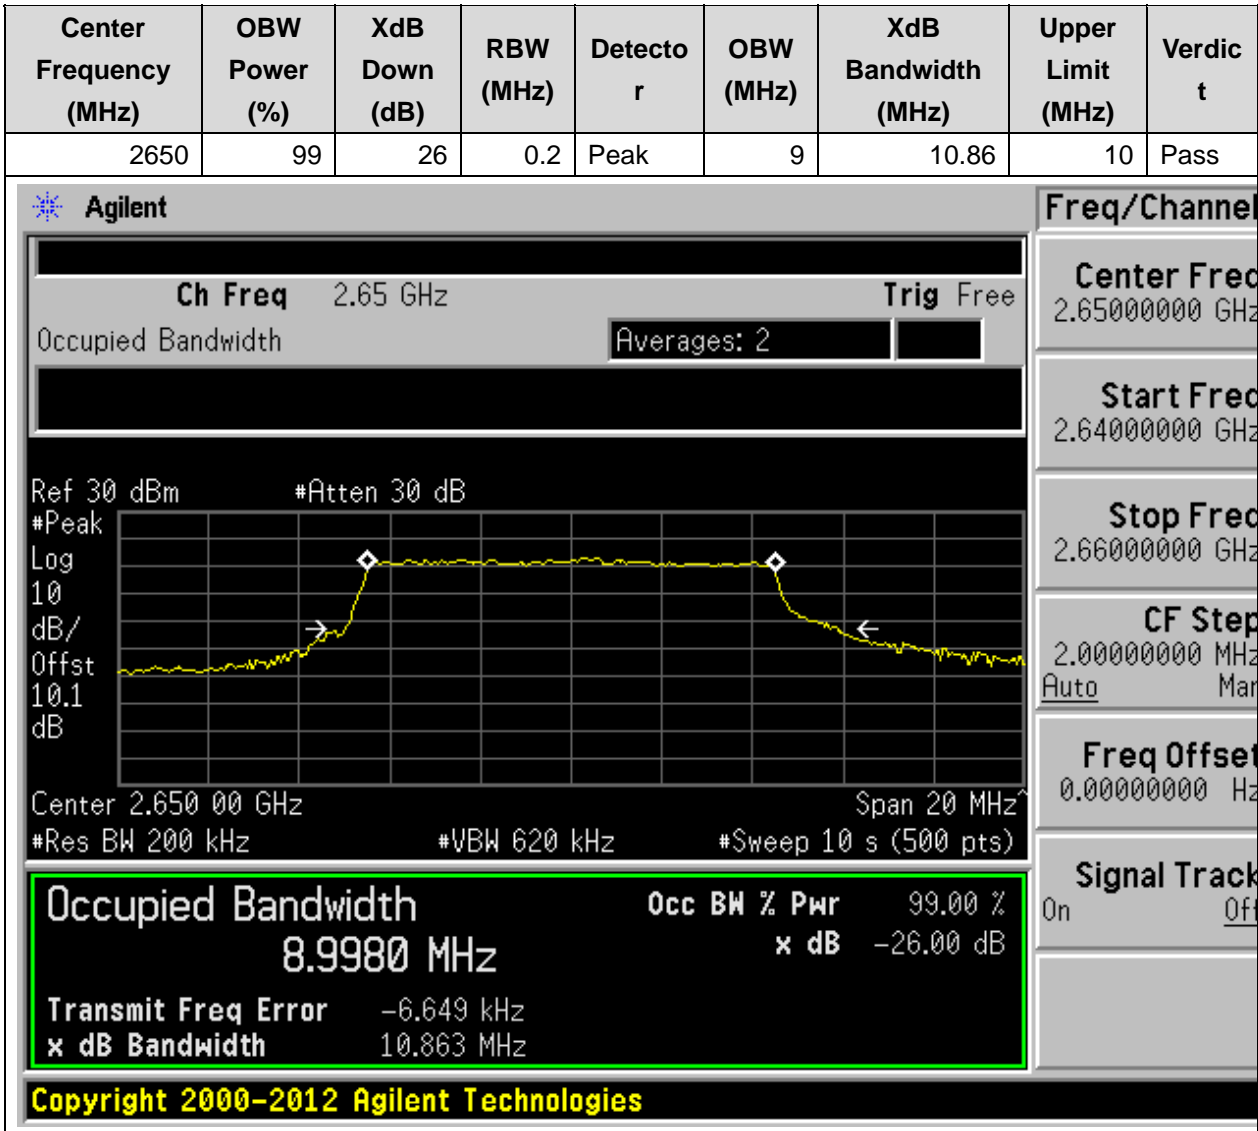 Center Frequency (MHz) OBW Power (%) XdB Down (dB) RBW (MHz) Detecto r OBW (MHz) XdB Bandwidth (MHz) Upper Limit (MHz) Verdic t
2650 99 26 0.2 Peak 9 10.86 10 Pass
Agilent
Freq/Channel
Ch Freq 2.65 GHz Trig Free
Occupied Bandwidth Averages: 2
Center Freq
2.65000000 GHz
Start Freq
2.64000000 GHz
Stop Freq
2.66000000 GHz
CF Step
2.00000000 MHz
Auto Man
Freq Offset
0.00000000 Hz
Signal Track
On Off
Ref 30 dBm #Atten 30 dB
#Peak
Log
10
dB/
Offst
10.1
dB
Center 2.650 00 GHz Span 20 MHz^
#Res BW 200 kHz #VBW 620 kHz #Sweep 10 s (500 pts)
Occupied Bandwidth
8.9980 MHz
Occ BW % Pwr 99.00 %
x dB -26.00 dB
Transmit Freq Error -6.649 kHz
x dB Bandwidth 10.863 MHz
Copyright 2000-2012 Agilent Technologies